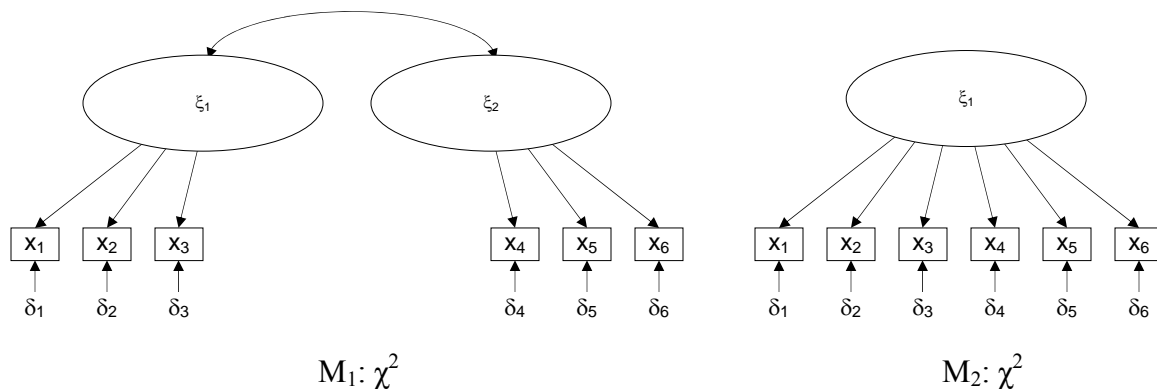 ξ₁ ξ₂ ξ₁
x₁ x₂ x₃ x₄ x₅ x₆ x₁ x₂ x₃ x₄ x₅ x₆
δ₁ δ₂ δ₃ δ₄ δ₅ δ₆ δ₁ δ₂ δ₃ δ₄ δ₅ δ₆
M₁: χ² M₂: χ²